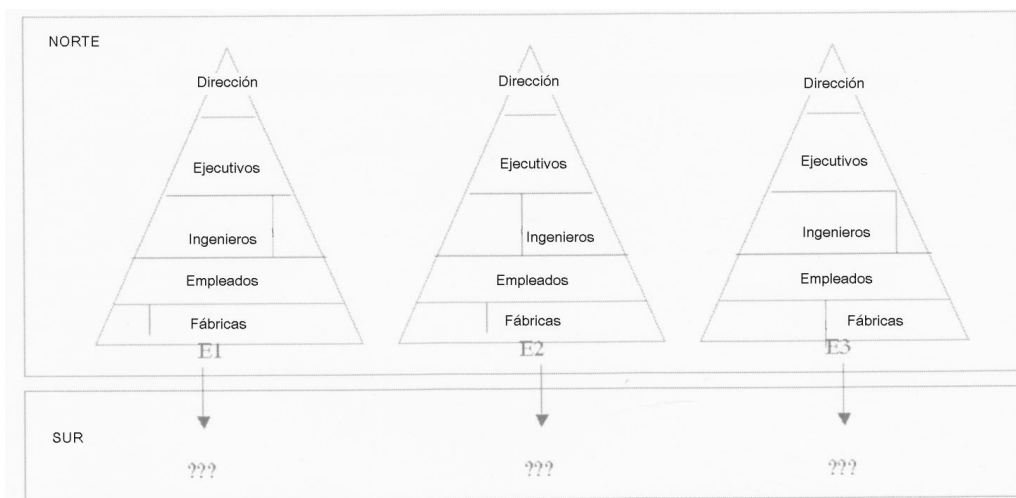 NORTE
Dirección
Ejecutivos
Ingenieros
Empleados
Fábricas
E1
Dirección
Ejecutivos
Ingenieros
Empleados
Fábricas
E2
Dirección
Ejecutivos
Ingenieros
Empleados
Fábricas
E3
SUR
???
???
???